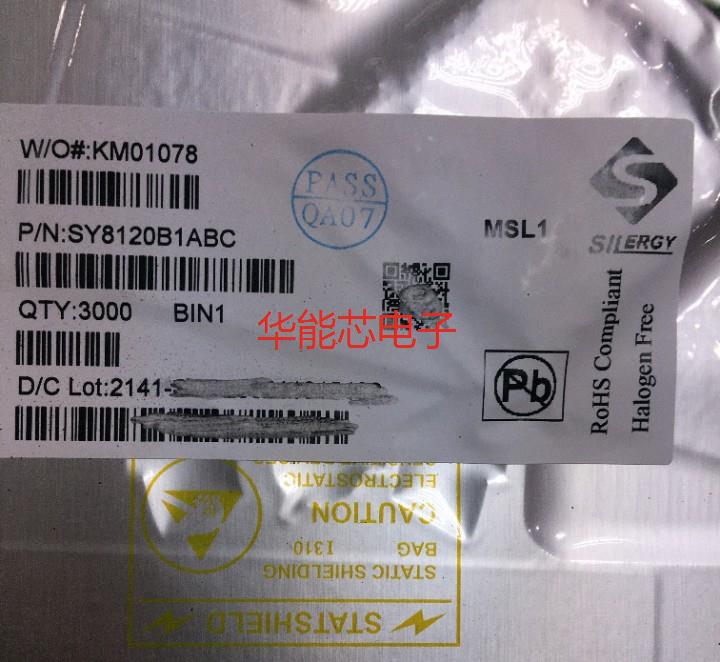 W/O#:KM01078
PASS
QA07
P/N:SY8120B1ABC
MSL1
SILERGY
QTY:3000 BIN1
华能芯电子
D/C Lot:2141-
Pb
RoHS Compliant
Halogen Free
ELECTROSTATIC
CAUTION
BAG 1310
STATIC SHIELDING
STATSHIELD